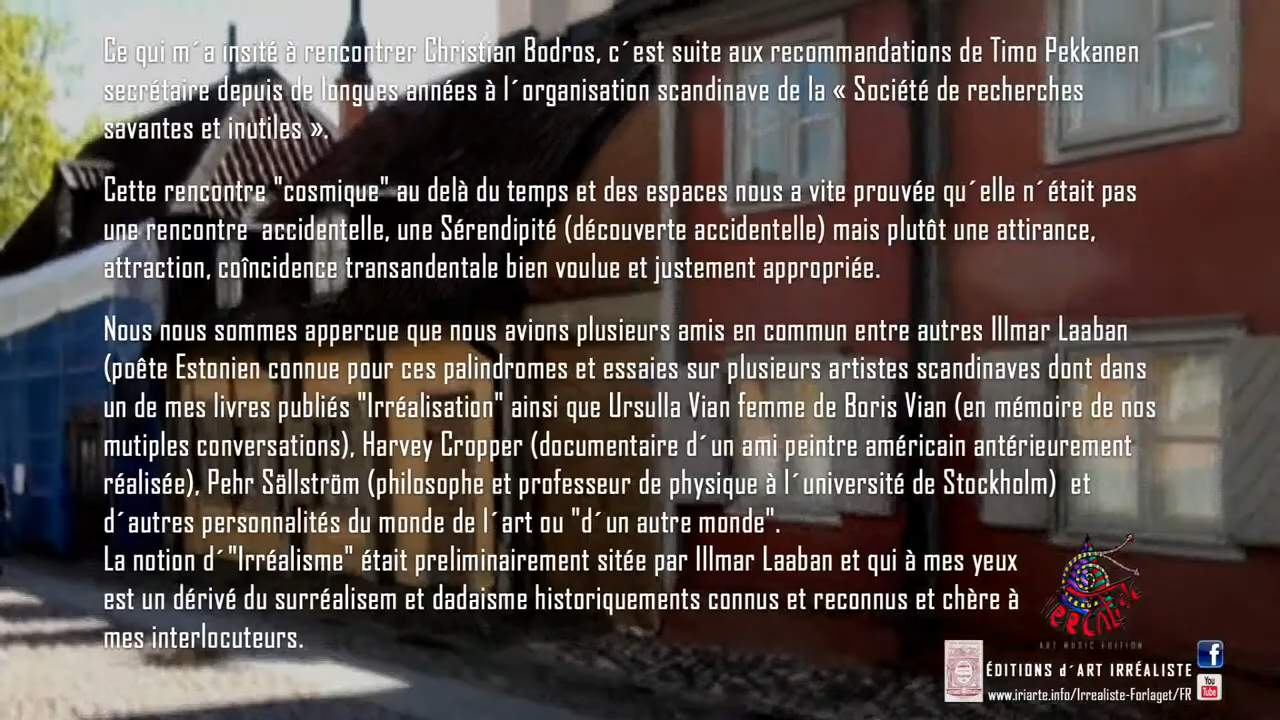 Ce qui m´a insité à rencontrer Christian Bodros, c´est suite aux recommandations de Timo Pekkanen
secrétaire depuis de longues années à l´organisation scandinave de la « Société de recherches
savantes et inutiles ».
Cette rencontre "cosmique" au delà du temps et des espaces nous a vite prouvée qu´elle n´était pas
une rencontre accidentelle, une Sérendipité (découverte accidentelle) mais plutôt une attirance,
attraction, coîncidence transandentale bien voulue et justement appropriée.
Nous nous sommes appercue que nous avions plusieurs amis en commun entre autres Illmar Laaban
(poête Estonien connue pour ces palindromes et essaies sur plusieurs artistes scandinaves dont dans
un de mes livres publiés "Irréalisation" ainsi que Ursulla Vian femme de Boris Vian (en mémoire de nos
mutiples conversations), Harvey Cropper (documentaire d´un ami peintre américain antérieurement
réalisée), Pehr Sällström (philosophe et professeur de physique à l´université de Stockholm) et
d´autres personnalités du monde de l´art ou "d´un autre monde".
La notion d´"Irréalisme" était preliminairement sitée par Illmar Laaban et qui à mes yeux
est un dérivé du surréalisem et dadaisme historiquements connus et reconnus et chère à
mes interlocuteurs.
ART MUSIC EDITION
ÉDITIONS d´ART IRRÉALISTE
www.iriarte.info/Irrealiste-Forlaget/FR
f
You
Tube